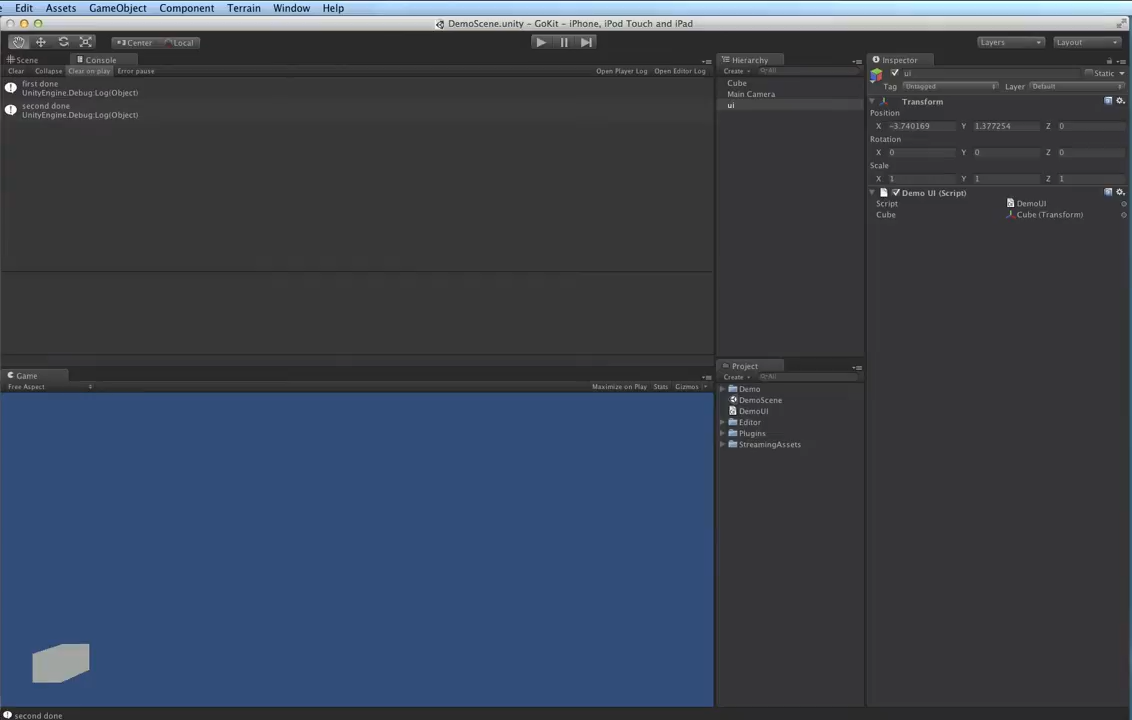 Edit Assets GameObject Component Terrain Window Help
DemoScene.unity – GoKit – iPhone, iPod Touch and iPad
Center Local
Layers
Layout
Scene Console
Clear Collapse Clear on play Error pause Open Player Log Open Editor Log
first done
UnityEngine.Debug:Log(Object)
second done
UnityEngine.Debug:Log(Object)
Game
Free Aspect Maximize on Play Stats Gizmos
second done
Hierarchy
Create All
Cube
Main Camera
ui
Project
Create All
Demo
DemoScene
DemoUI
Editor
Plugins
StreamingAssets
Inspector
ui Static
Tag Untagged Layer Default
Transform
Position
X -3.740169 Y 1.377254 Z 0
Rotation
X 0 Y 0 Z 0
Scale
X 1 Y 1 Z 1
Demo UI (Script)
Script DemoUI
Cube Cube (Transform)